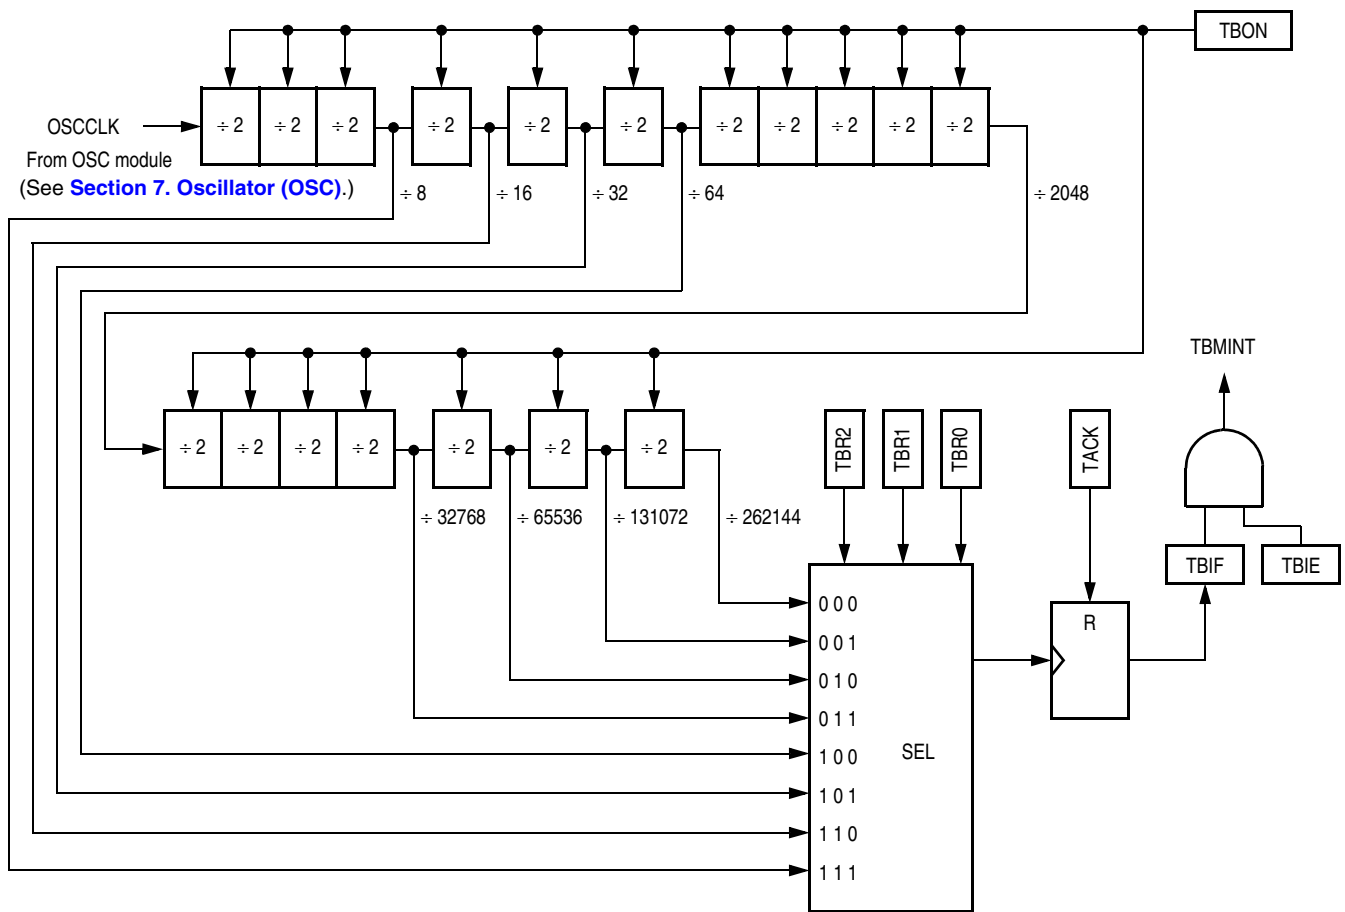 TBON
÷ 2 ÷ 2 ÷ 2 ÷ 2 ÷ 2 ÷ 2 ÷ 2 ÷ 2 ÷ 2 ÷ 2 ÷ 2
OSCCLK
From OSC module
(See Section 7. Oscillator (OSC).)
÷ 8 ÷ 16 ÷ 32 ÷ 64 ÷ 2048
TBMINT
÷ 2 ÷ 2 ÷ 2 ÷ 2 ÷ 2 ÷ 2 ÷ 2
TBR2 TBR1 TBR0 TACK
÷ 32768 ÷ 65536 ÷ 131072 ÷ 262144
TBIF TBIE
0 0 0
R
0 0 1
0 1 0
0 1 1
1 0 0
SEL
1 0 1
1 1 0
1 1 1